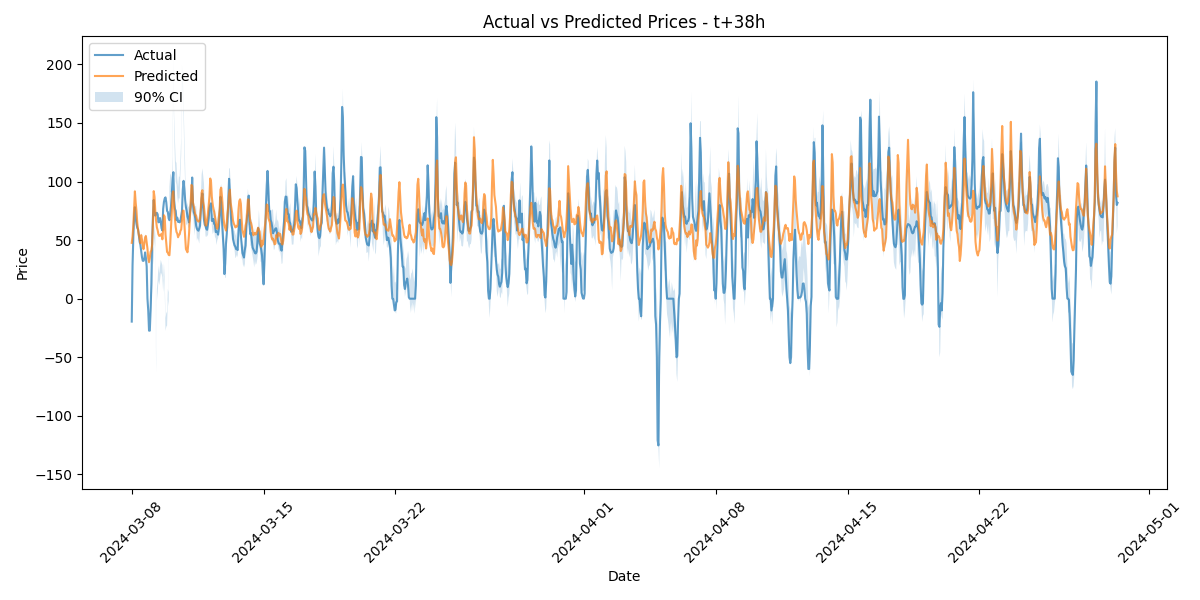 Actual vs Predicted Prices - t+38h
Actual
Predicted
90% CI
200
150
100
50
0
−50
−100
−150
Price
2024-03-08
2024-03-15
2024-03-22
2024-04-01
2024-04-08
2024-04-15
2024-04-22
2024-05-01
Date